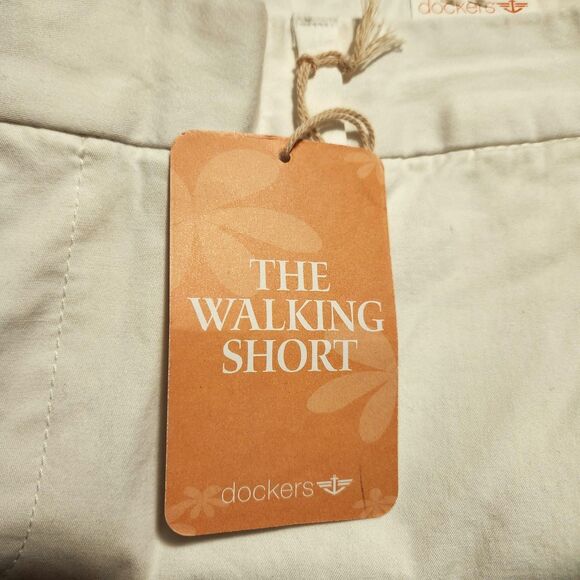 dockers
THE
WALKING
SHORT
dockers